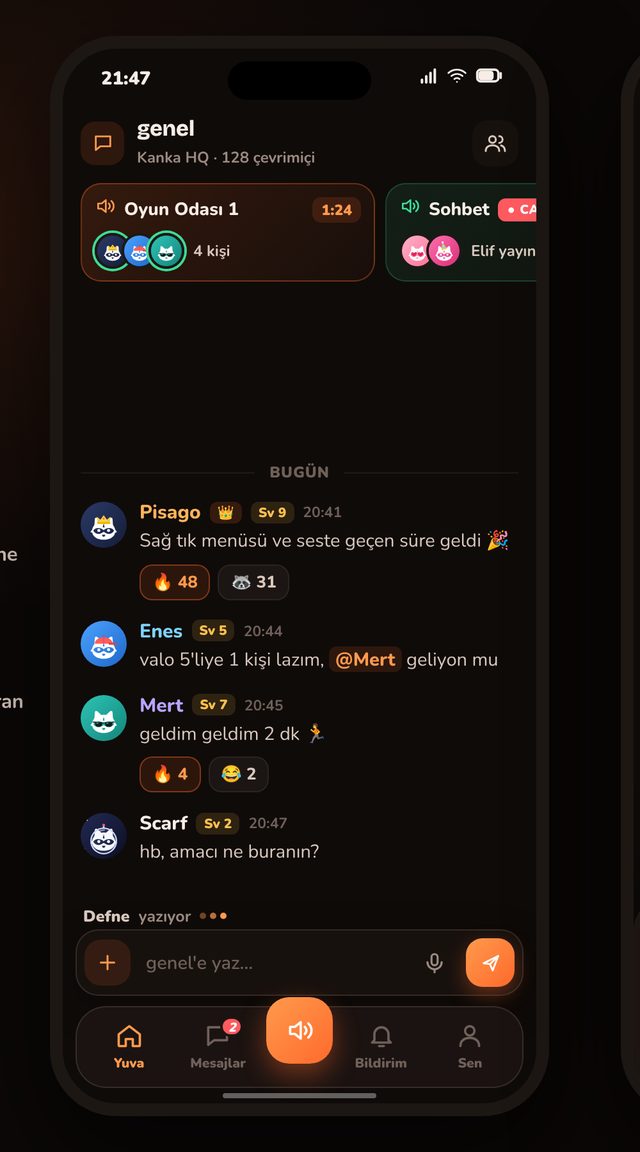 21:47
genel
Kanka HQ · 128 çevrimiçi
Oyun Odası 1
1:24
4 kişi
Sohbet
• CA
Elif yayın
ne
ran
BUGÜN
Pisago 👑 Sv 9 20:41
Sağ tık menüsü ve seste geçen süre geldi 🎉
🔥 48 🦝 31
Enes Sv 5 20:44
valo 5'liye 1 kişi lazım, @Mert geliyon mu
Mert Sv 7 20:45
geldim geldim 2 dk 🏃
🔥 4 😂 2
Scarf Sv 2 20:47
hb, amacı ne buranın?
Defne yazıyor
genel'e yaz...
2
Yuva
Mesajlar
Bildirim
Sen